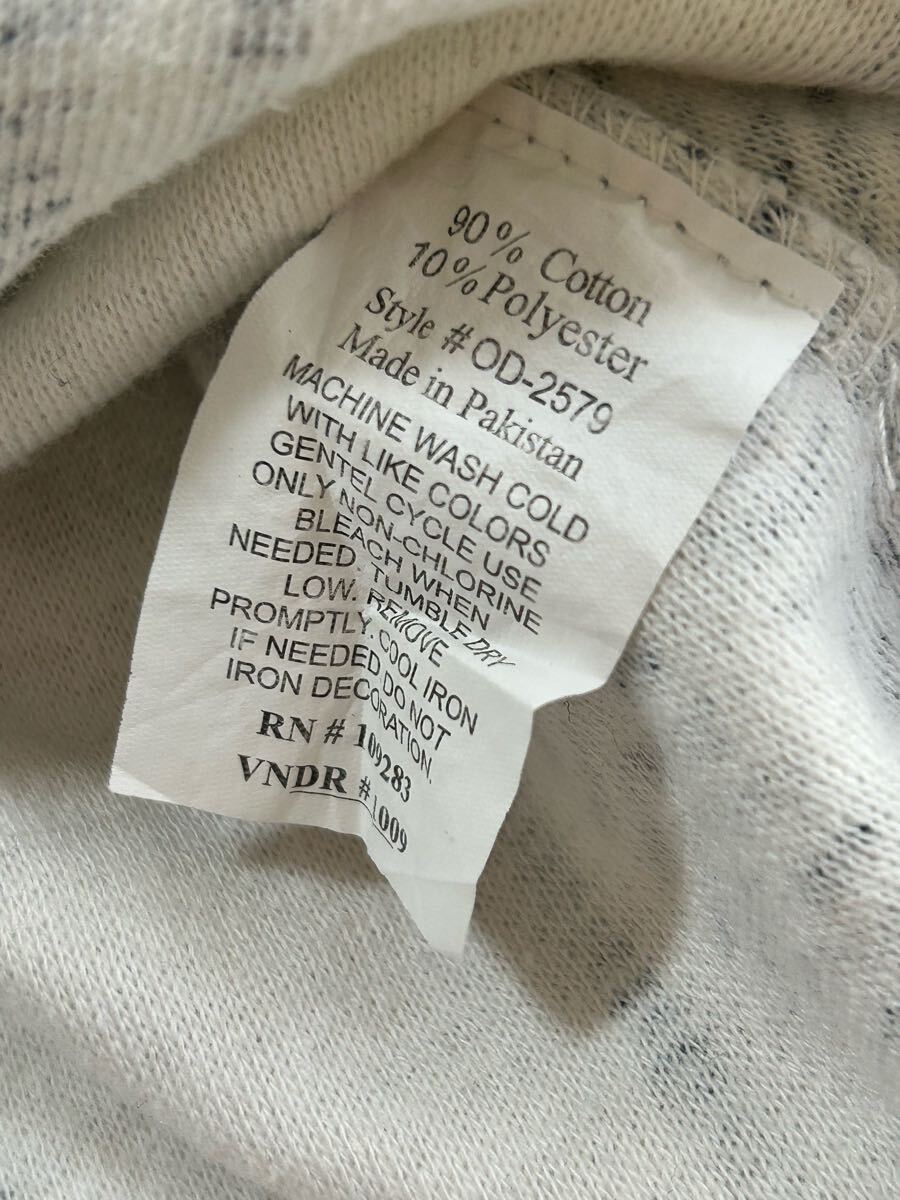 90% Cotton
10% Polyester
Style # OD-2579
Made in Pakistan
MACHINE WASH COLD
WITH LIKE COLORS
GENTEL CYCLE USE
ONLY NON-CHLORINE
BLEACH WHEN
NEEDED. TUMBLE DRY
LOW. REMOVE
PROMPTLY. COOL IRON
IF NEEDED DO NOT
IRON DECORATION.
RN # 109283
VNDR # 1009